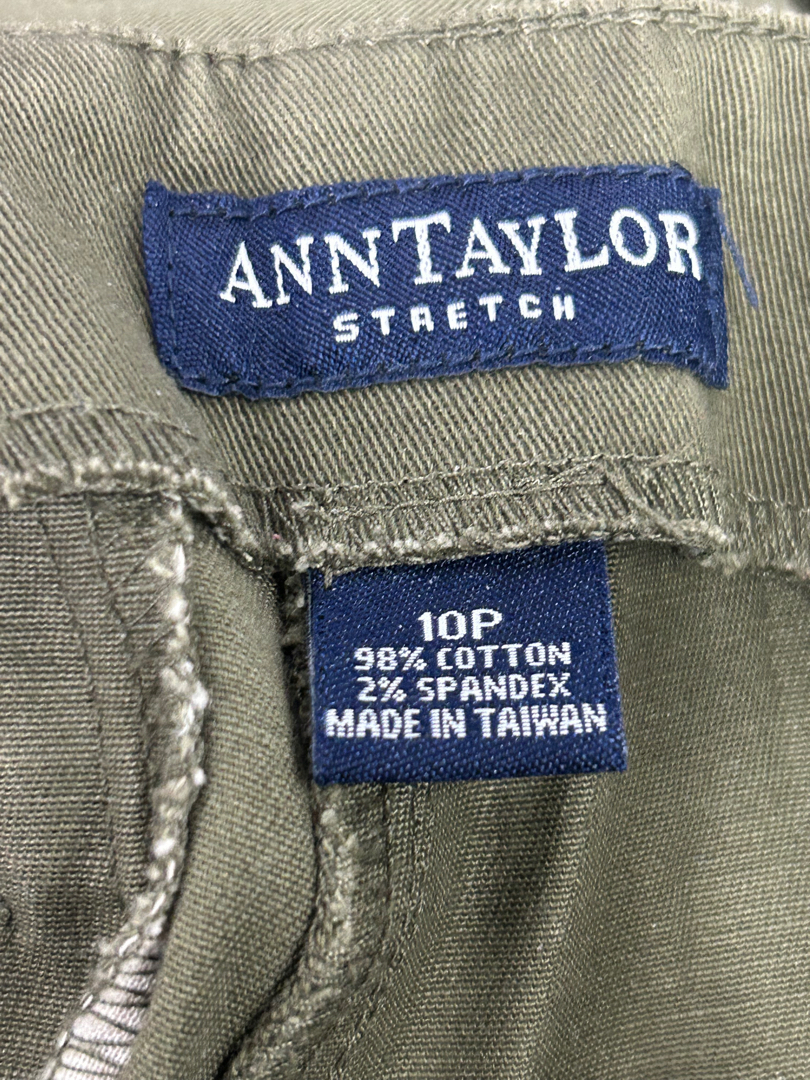 ANNTAYLOR
STRETCH
10P
98% COTTON
2% SPANDEX
MADE IN TAIWAN